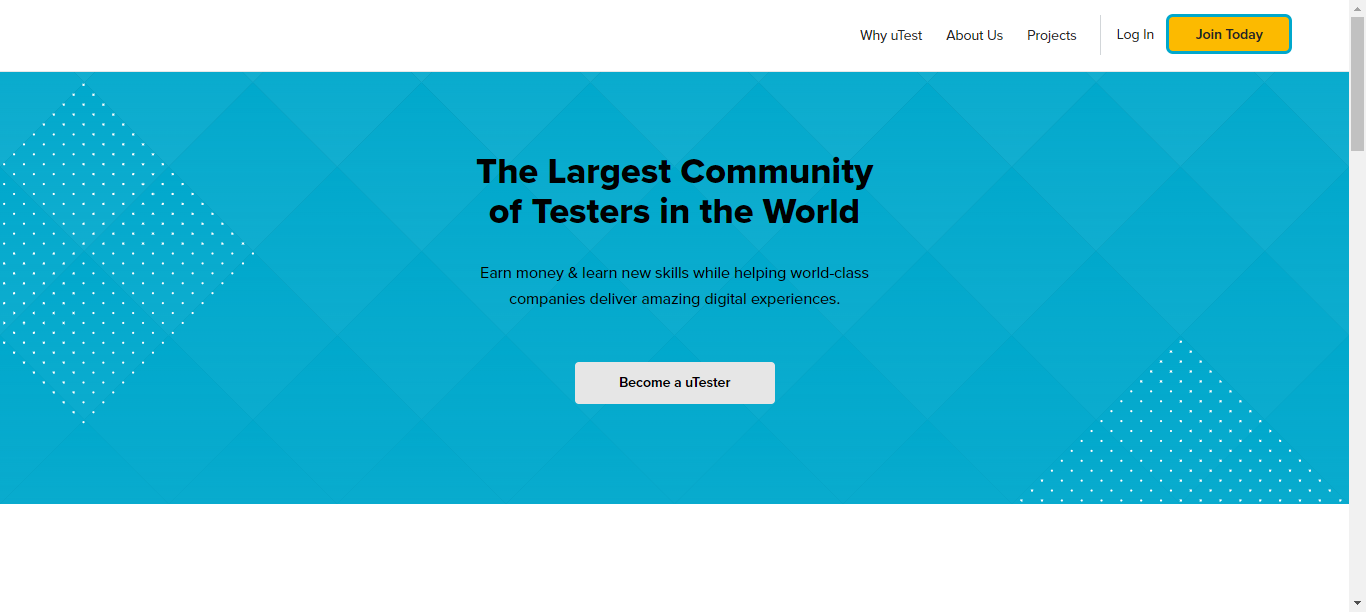 Why uTest About Us Projects Log In Join Today
The Largest Community
of Testers in the World
Earn money & learn new skills while helping world-class
companies deliver amazing digital experiences.
Become a uTester